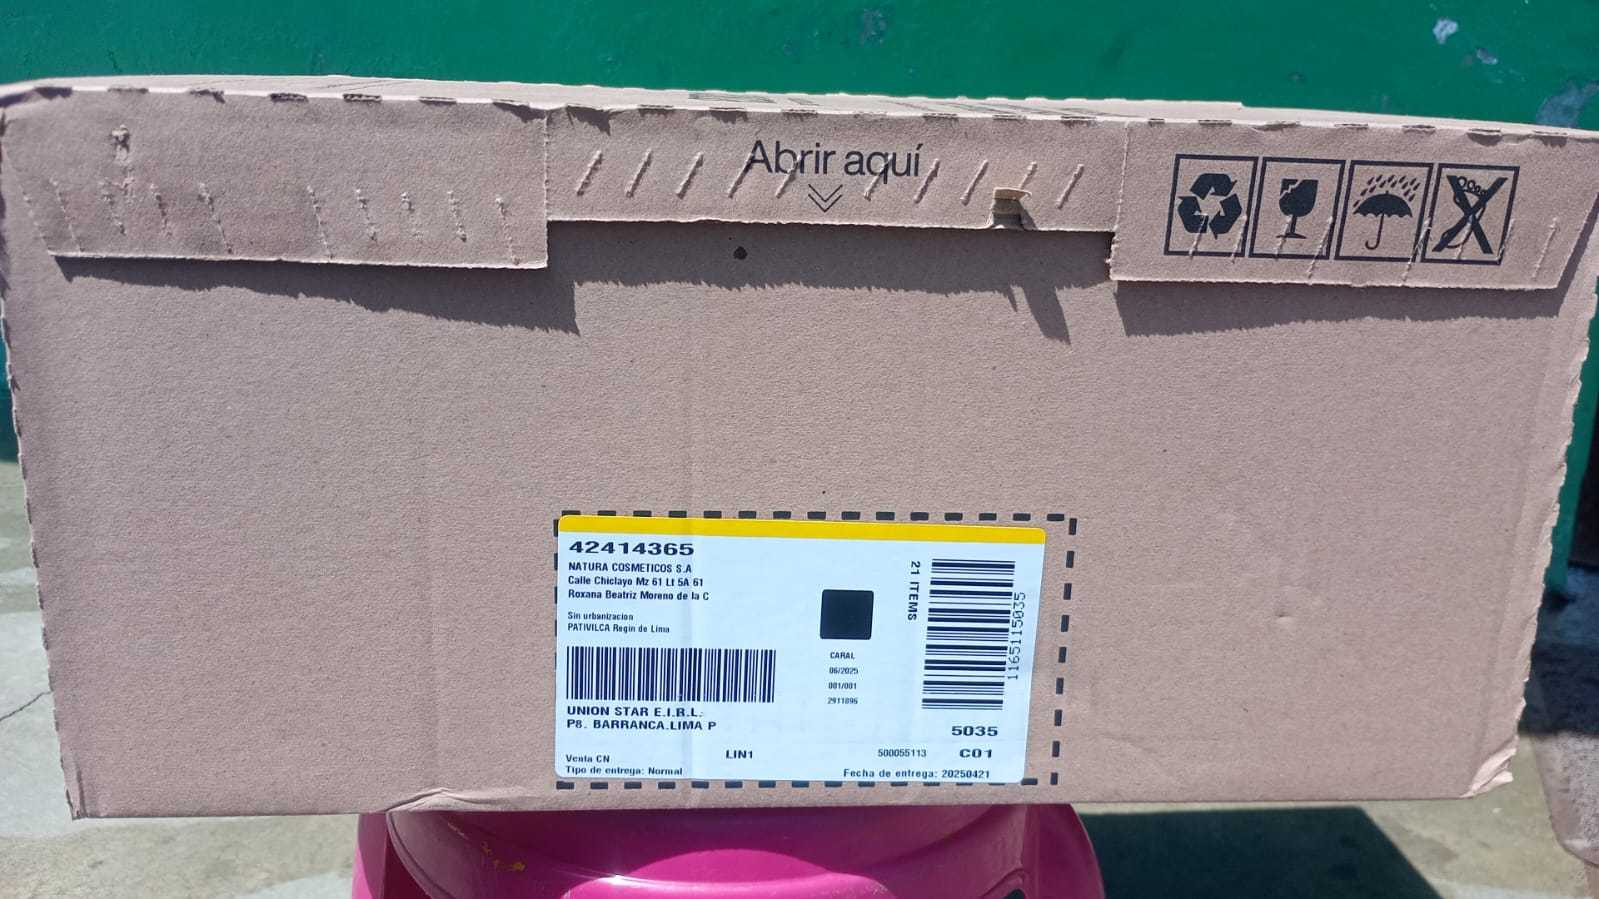 Abrir aquí
42414365
NATURA COSMETICOS S.A
Calle Chiclayo Mz 61 Lt 5A 61
Roxana Beatriz Moreno de la C
Sin urbanizacion
PATIVILCA Regin de Lima
UNION STAR E.I.R.L.
P8. BARRANCA.LIMA P
Venta CN
Tipo de entrega: Normal
LIN1
CARAL
06/2025
001/001
2911896
21 ITEMS
1165115035
5035
500055113
C01
Fecha de entrega: 20250421